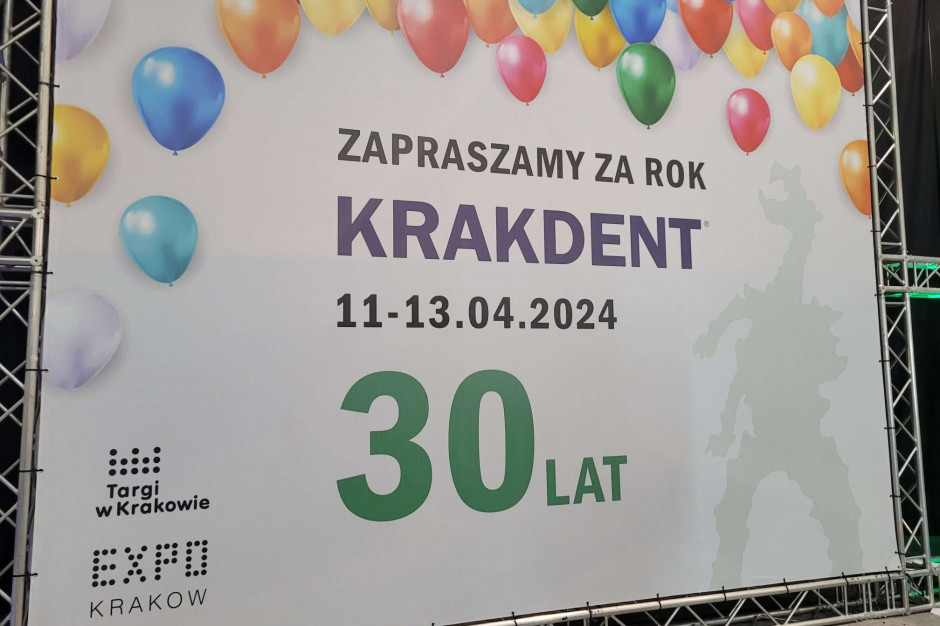 ZAPRASZAMY ZA ROK
KRAKDENT®
11-13.04.2024
30 LAT
Targi
w Krakowie
EXPO
KRAKOW